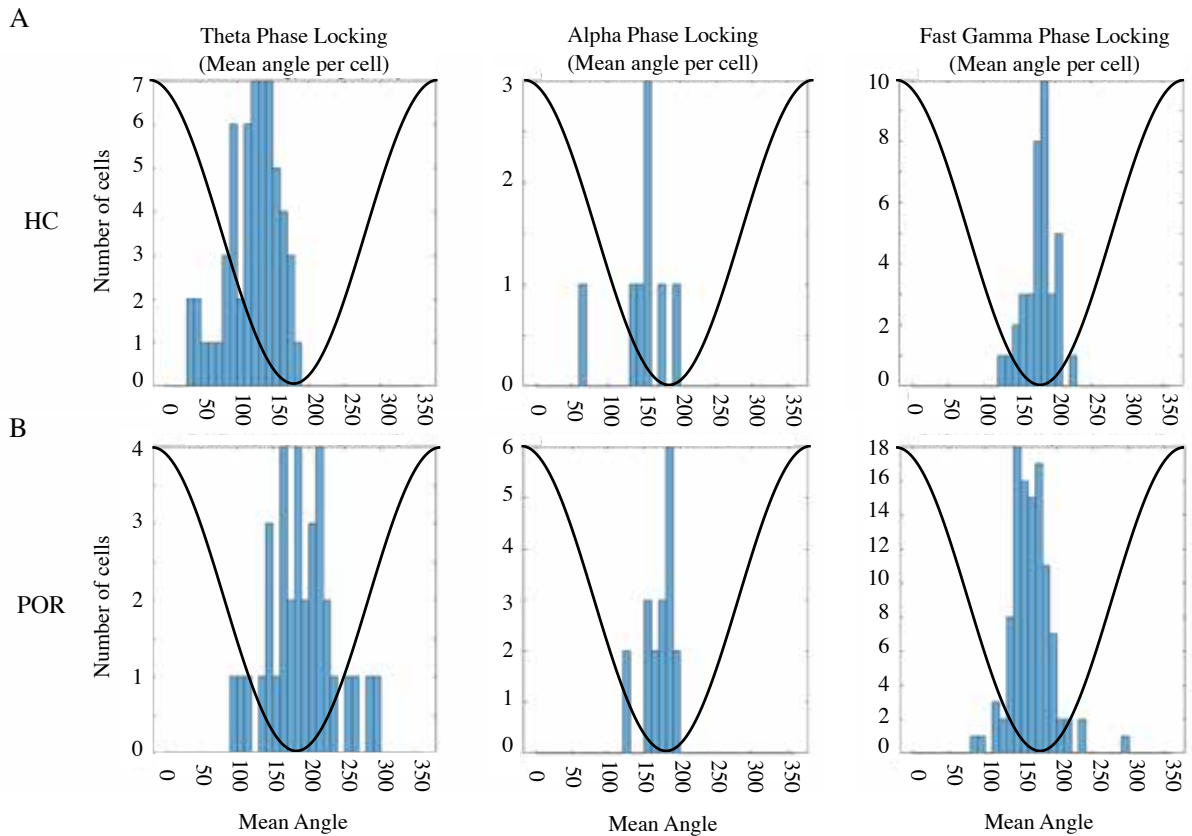 A
Theta Phase Locking
(Mean angle per cell)
Alpha Phase Locking
(Mean angle per cell)
Fast Gamma Phase Locking
(Mean angle per cell)
HC
Number of cells
7
6
5
4
3
2
1
0
0 50 100 150 200 250 300 350
3
2
1
0
0 50 100 150 200 250 300 350
10
8
6
4
2
0
0 50 100 150 200 250 300 350
B
POR
Number of cells
4
3
2
1
0
0 50 100 150 200 250 300 350
Mean Angle
6
5
4
3
2
1
0
0 50 100 150 200 250 300 350
Mean Angle
18
16
14
12
10
8
6
4
2
0
0 50 100 150 200 250 300 350
Mean Angle